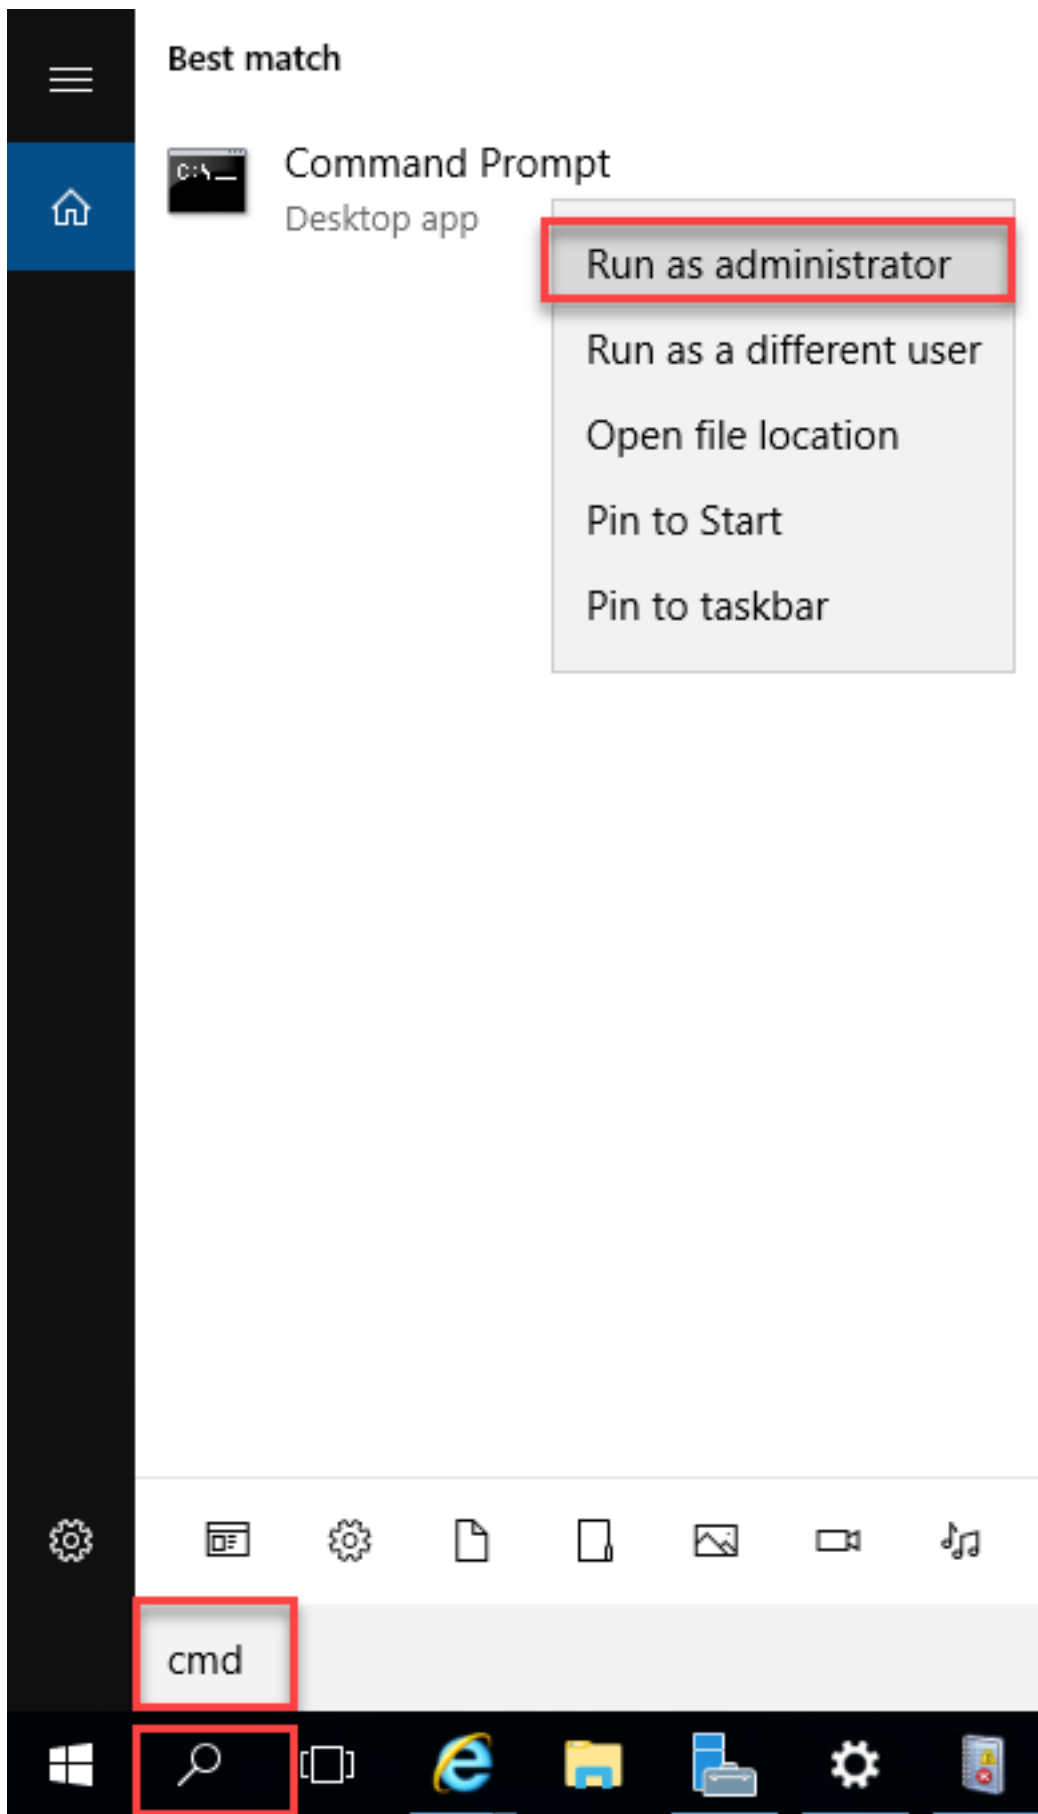 Best match
Command Prompt
Desktop app
Run as administrator
Run as a different user
Open file location
Pin to Start
Pin to taskbar
cmd